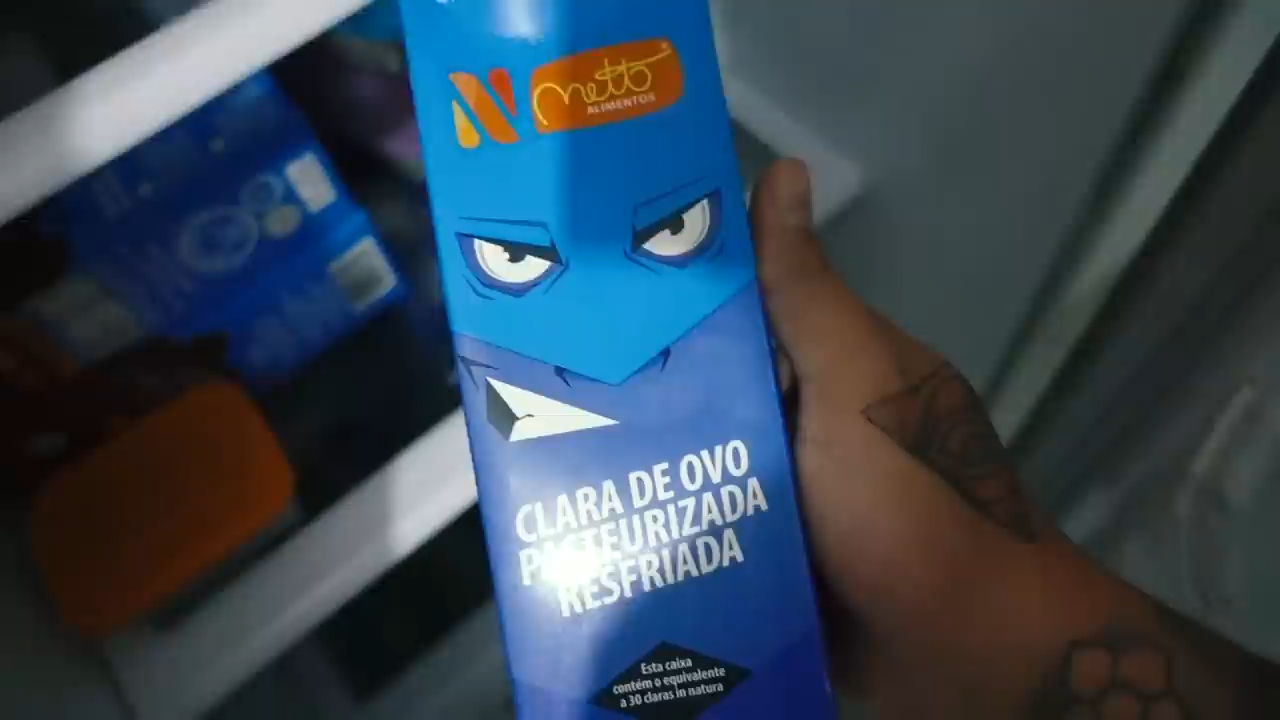 netto
ALIMENTOS
CLARA DE OVO
PASTEURIZADA
RESFRIADA
Esta caixa
contém o equivalente
a 30 claras in natura